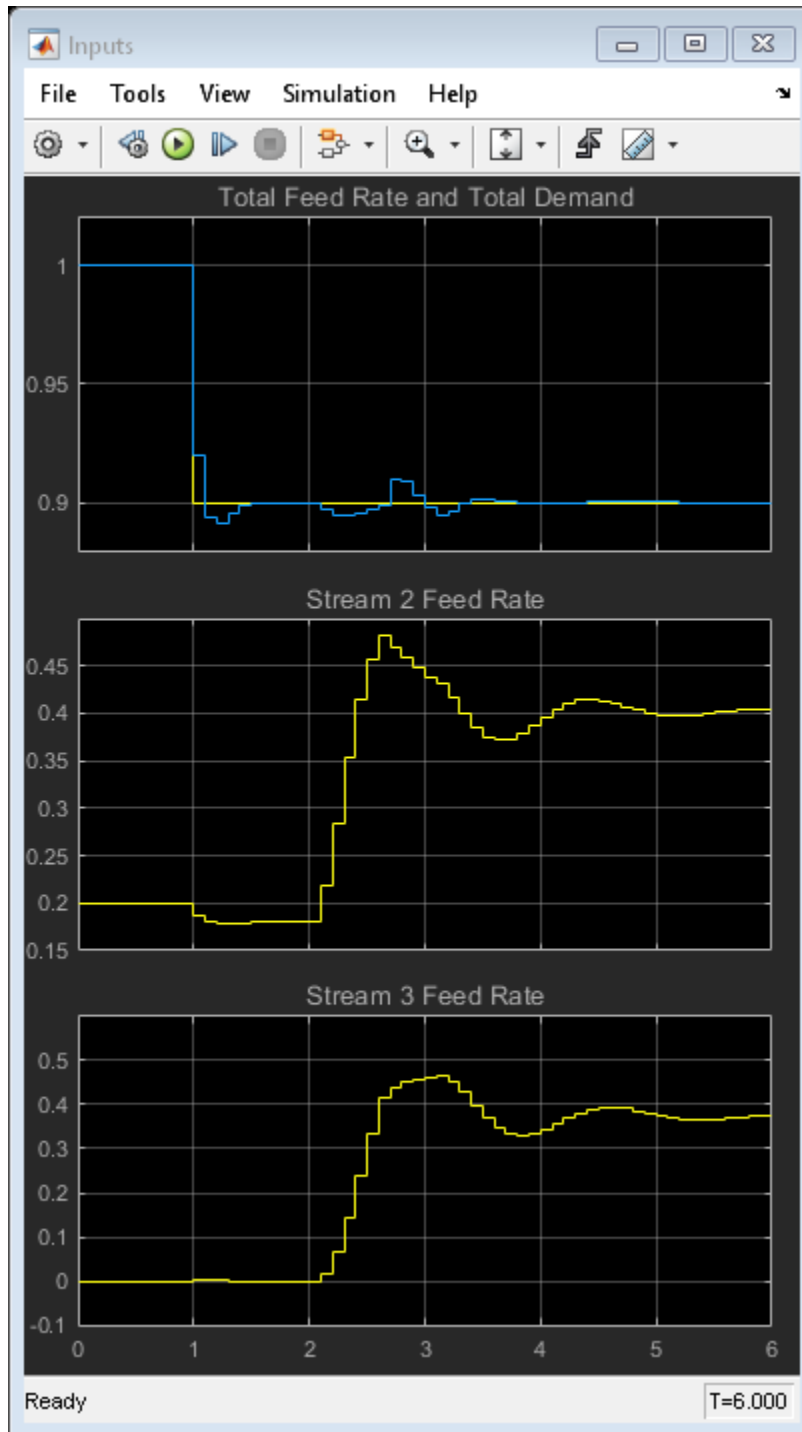 Inputs
File Tools View Simulation Help
Total Feed Rate and Total Demand
1
0.95
0.9
Stream 2 Feed Rate
0.45
0.4
0.35
0.3
0.25
0.2
0.15
Stream 3 Feed Rate
0.5
0.4
0.3
0.2
0.1
0
-0.1
0 1 2 3 4 5 6
Ready T=6.000